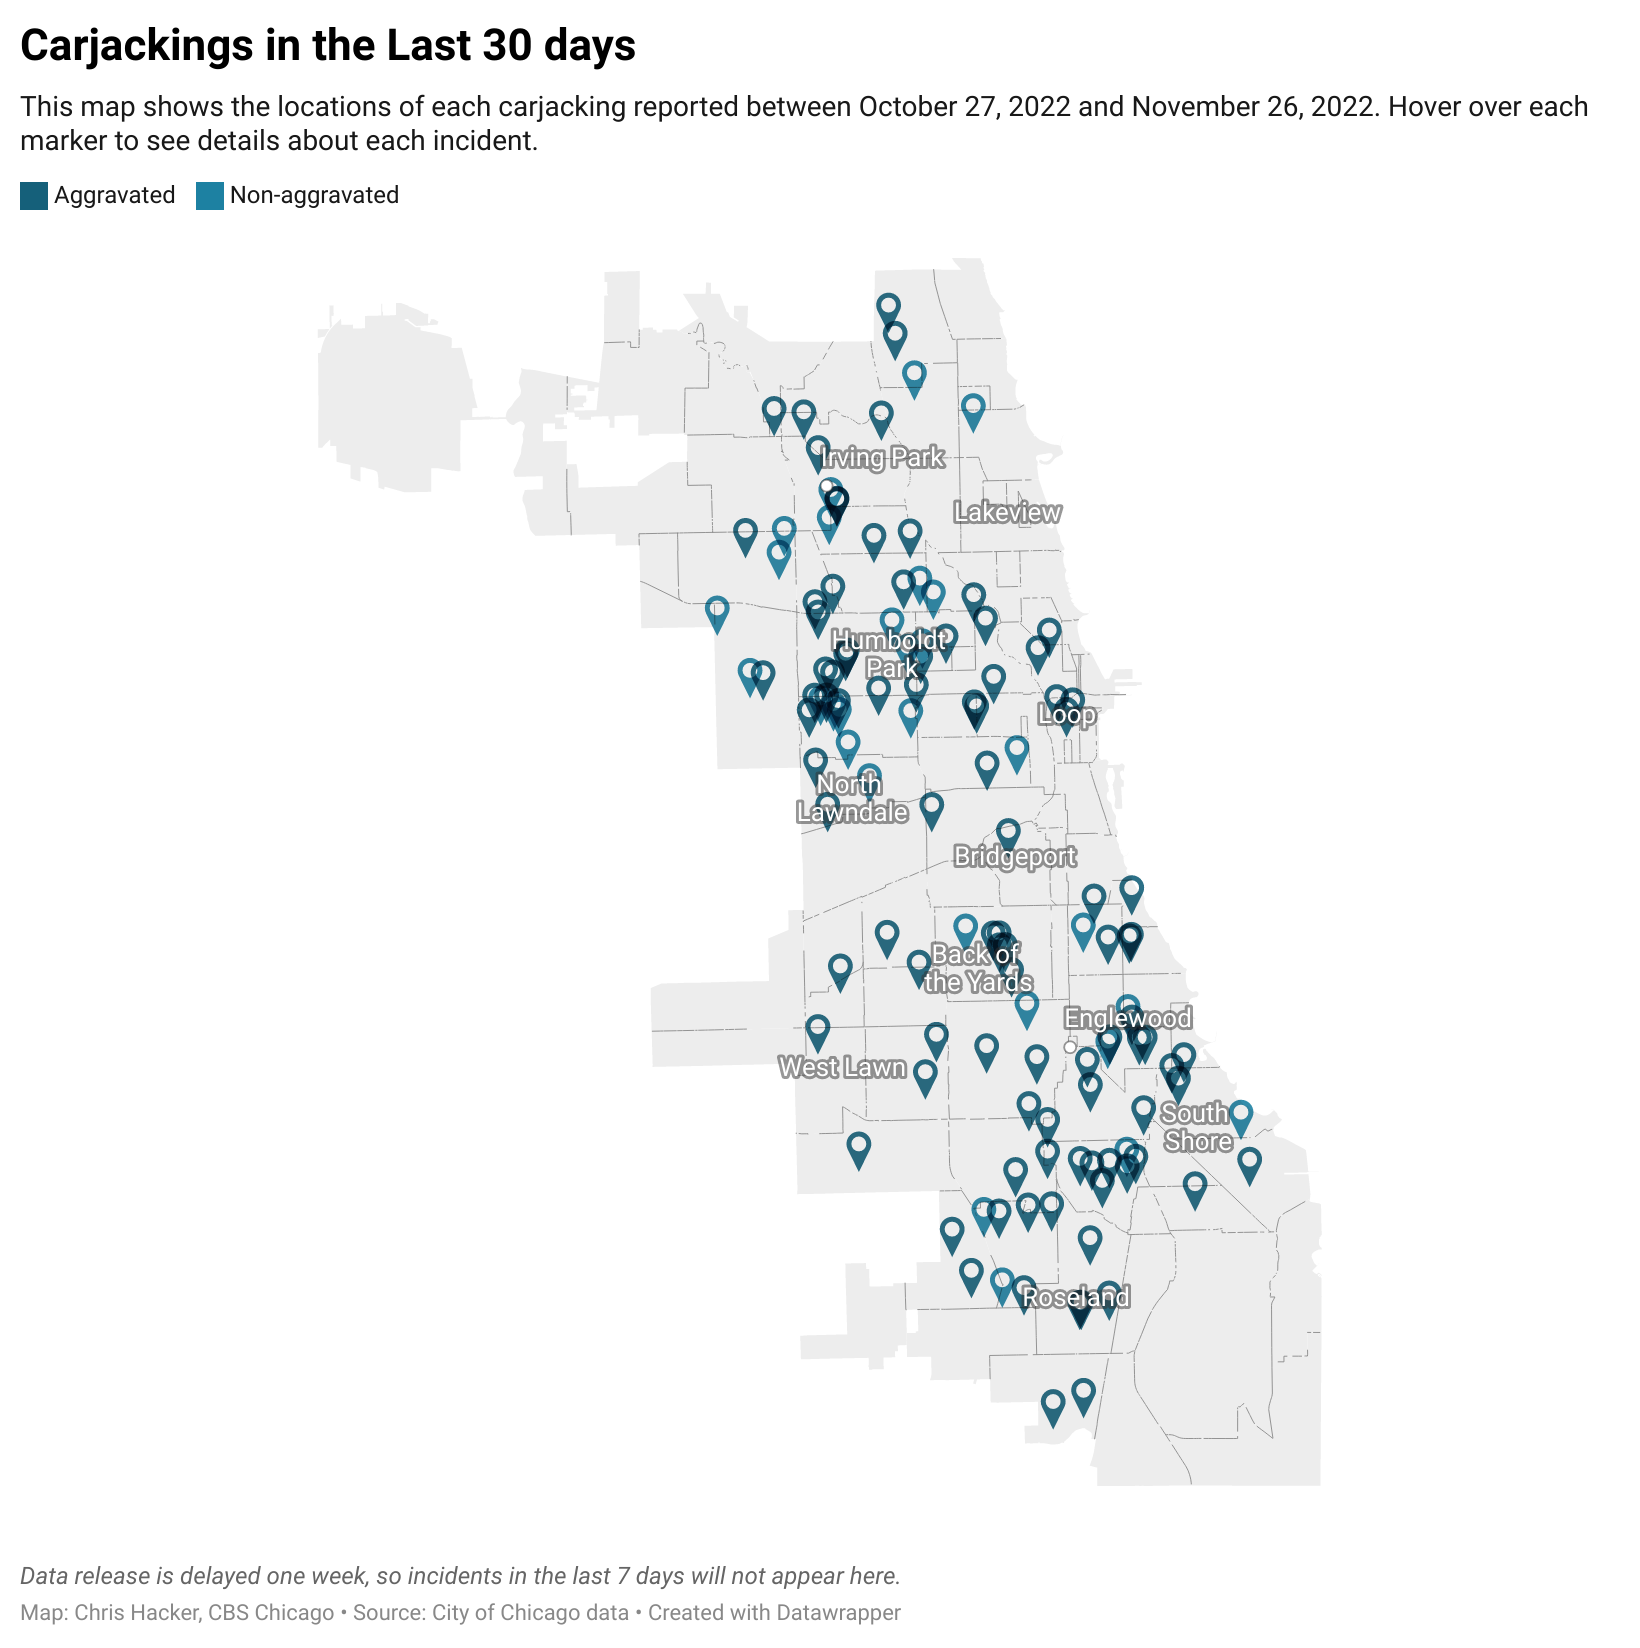 Carjackings in the Last 30 days
This map shows the locations of each carjacking reported between October 27, 2022 and November 26, 2022. Hover over each
marker to see details about each incident.
Aggravated Non-aggravated
Irving Park
Lakeview
Humboldt
Park
Loop
North
Lawndale
Bridgeport
Back of
the Yards
Englewood
West Lawn
South
Shore
Roseland
Data release is delayed one week, so incidents in the last 7 days will not appear here.
Map: Chris Hacker, CBS Chicago • Source: City of Chicago data • Created with Datawrapper